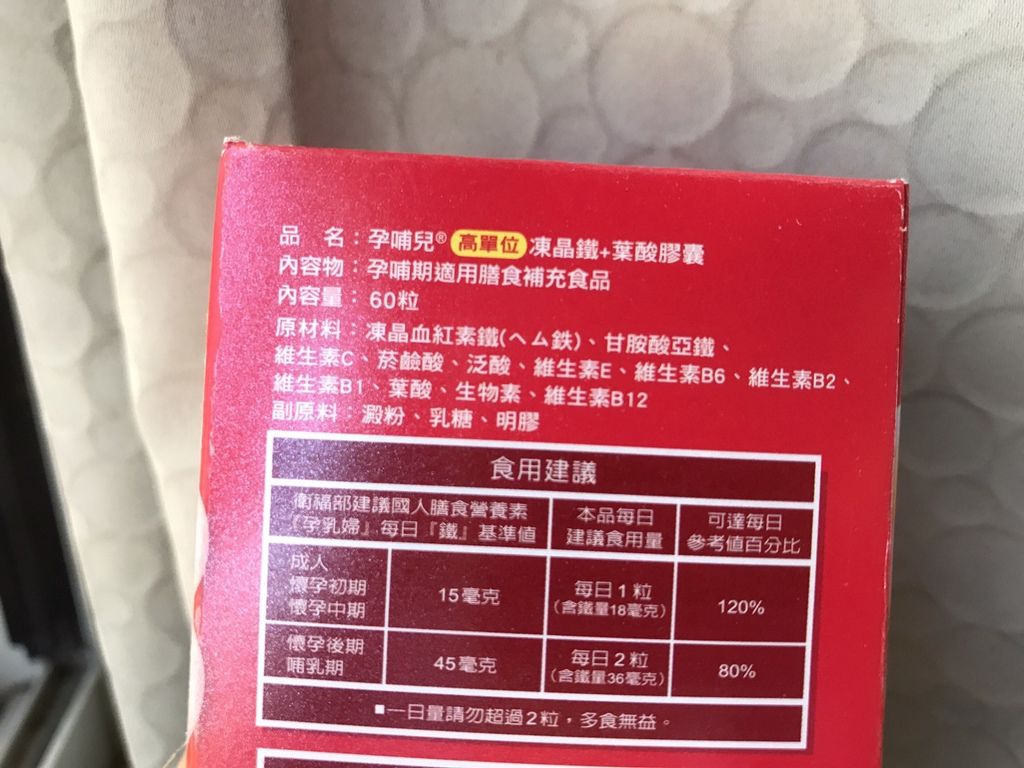 品　名：孕哺兒® 高單位 凍晶鐵+葉酸膠囊
內容物：孕哺期適用膳食補充食品
內容量：60粒
原材料：凍晶血紅素鐵(ヘム鉄)、甘胺酸亞鐵、
維生素C、菸鹼酸、泛酸、維生素E、維生素B6、維生素B2、
維生素B1、葉酸、生物素、維生素B12
副原料：澱粉、乳糖、明膠
食用建議
衛福部建議國人膳食營養素
『孕乳婦』每日『鐵』基準值
本品每日
建議食用量
可達每日
參考值百分比
成人
懷孕初期
懷孕中期
15毫克
每日1粒
(含鐵量18毫克)
120%
懷孕後期
哺乳期
45毫克
每日2粒
(含鐵量36毫克)
80%
■一日量請勿超過2粒，多食無益。